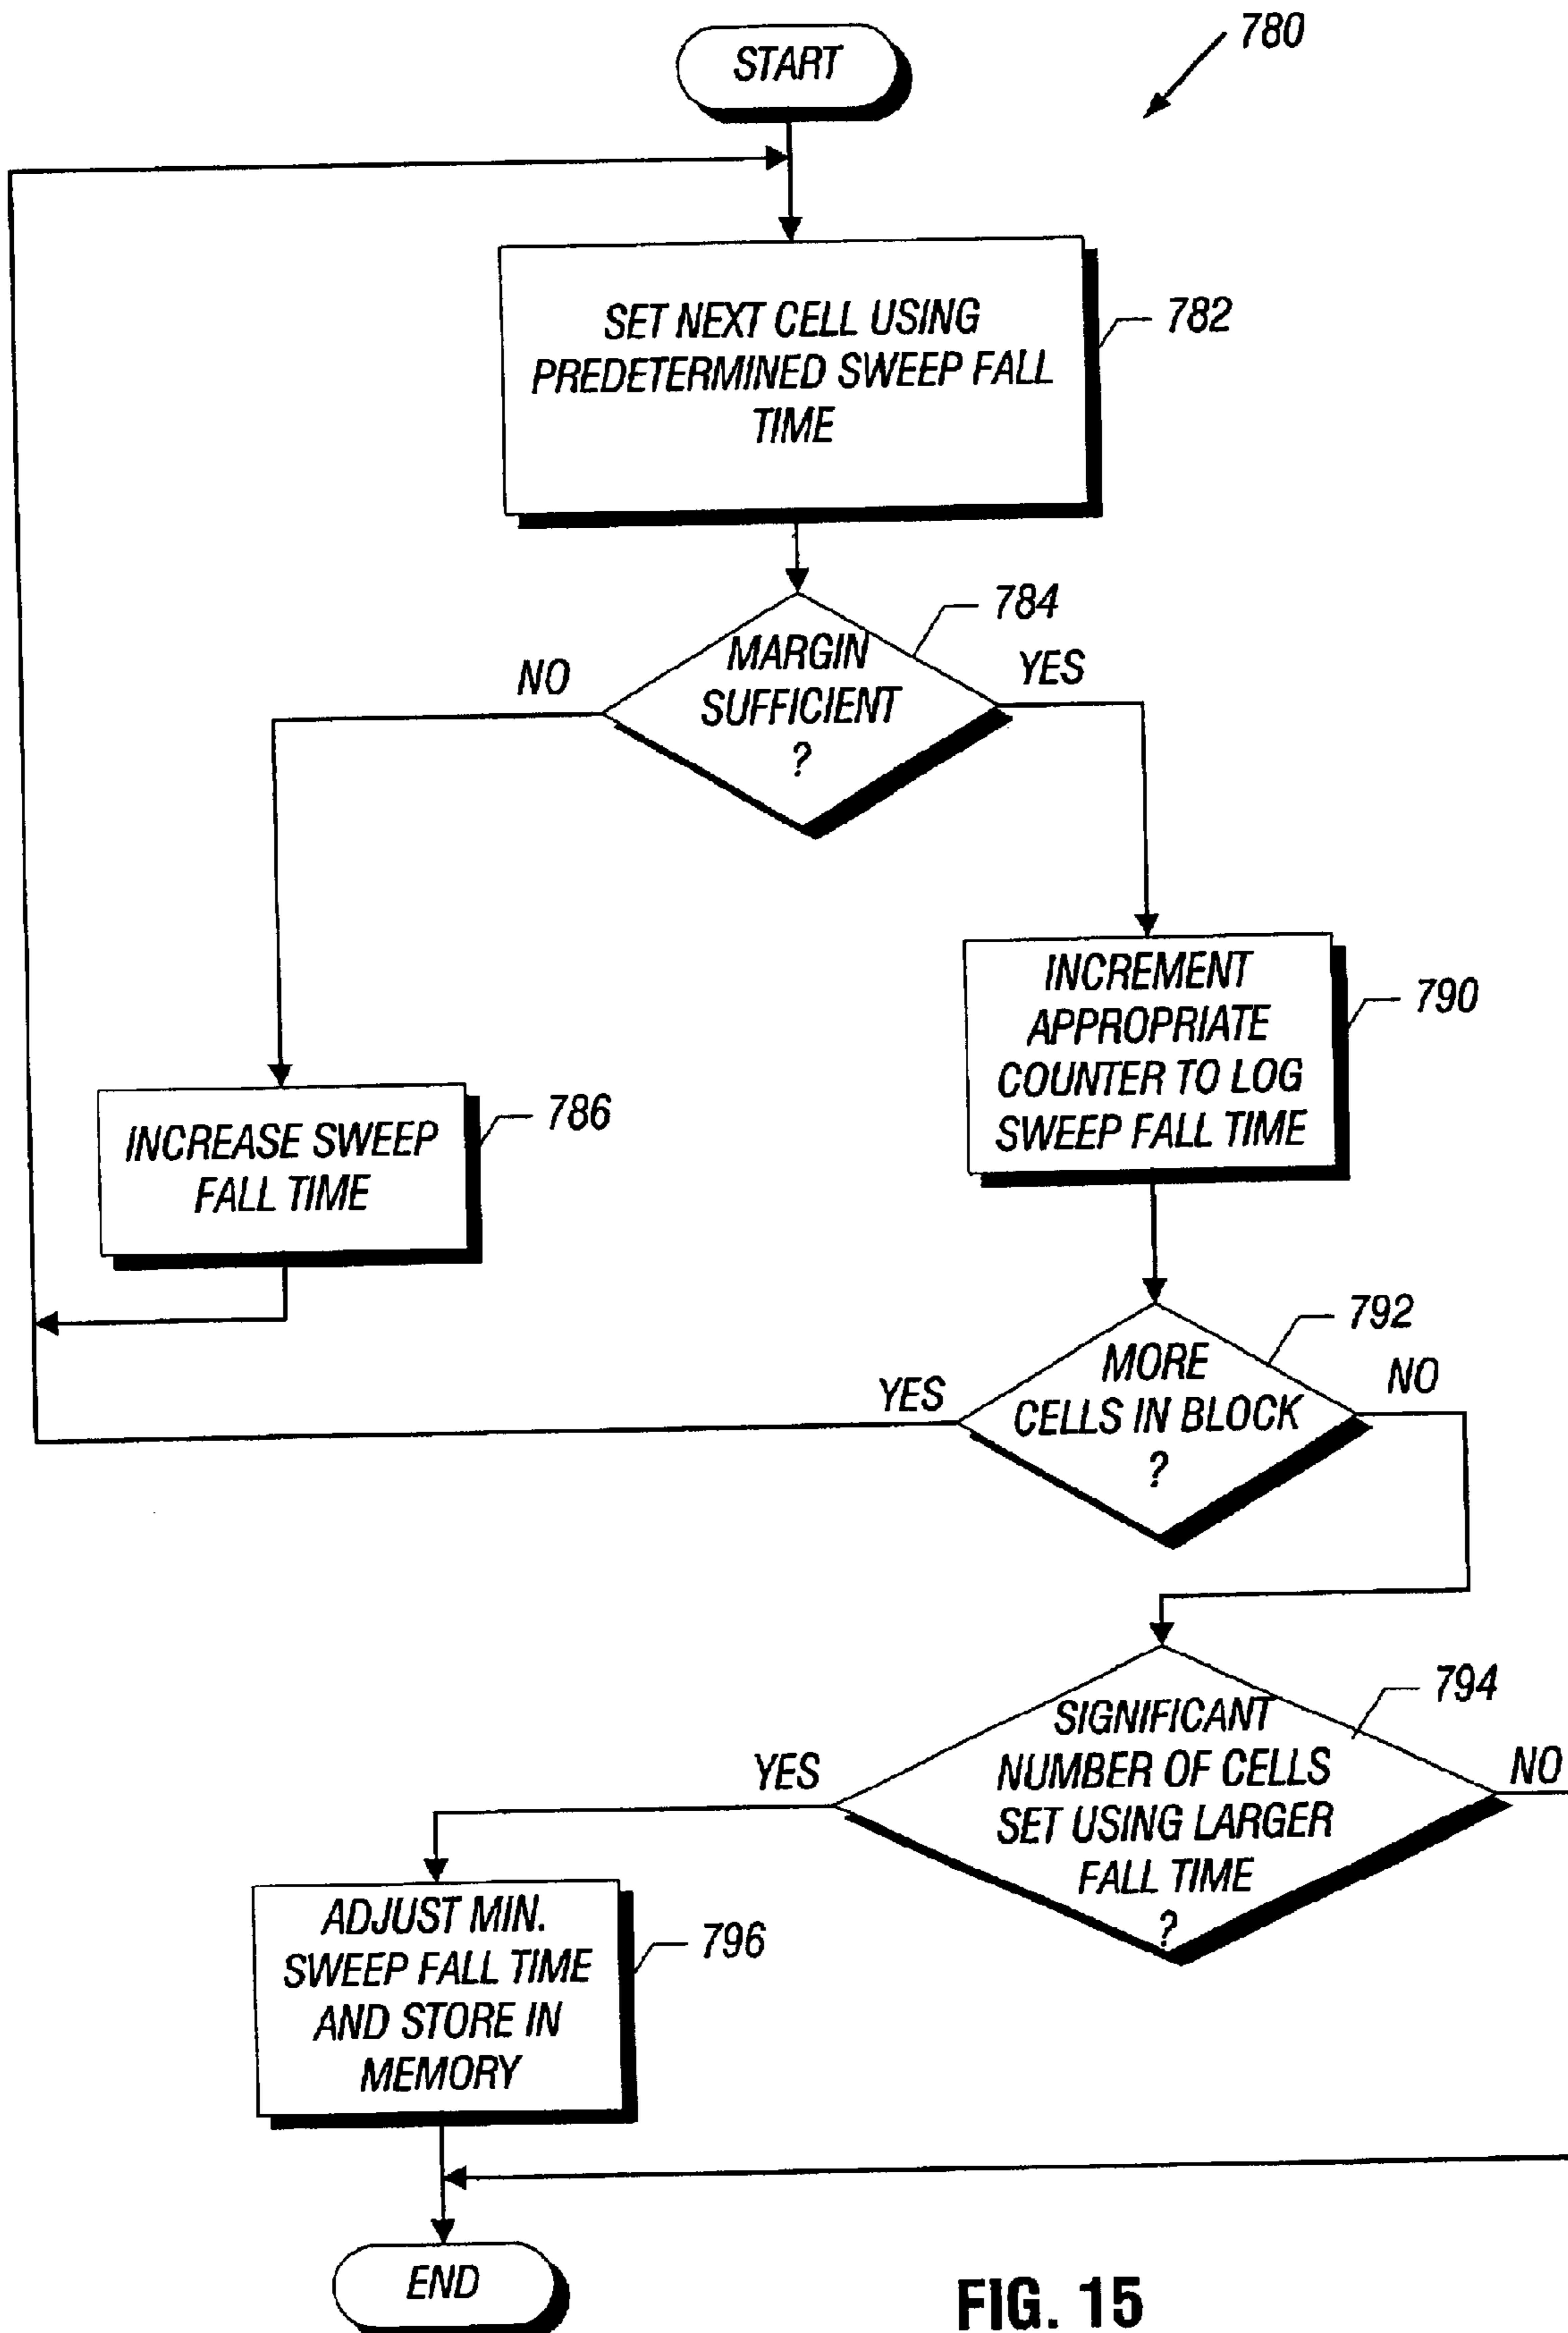 START
780
SET NEXT CELL USING
PREDETERMINED SWEEP FALL
TIME
782
784
MARGIN
SUFFICIENT
?
NO
YES
INCREMENT
APPROPRIATE
COUNTER TO LOG
SWEEP FALL TIME
790
INCREASE SWEEP
FALL TIME
786
792
MORE
CELLS IN BLOCK
?
YES
NO
794
SIGNIFICANT
NUMBER OF CELLS
SET USING LARGER
FALL TIME
?
YES
NO
ADJUST MIN.
SWEEP FALL TIME
AND STORE IN
MEMORY
796
END
FIG. 15